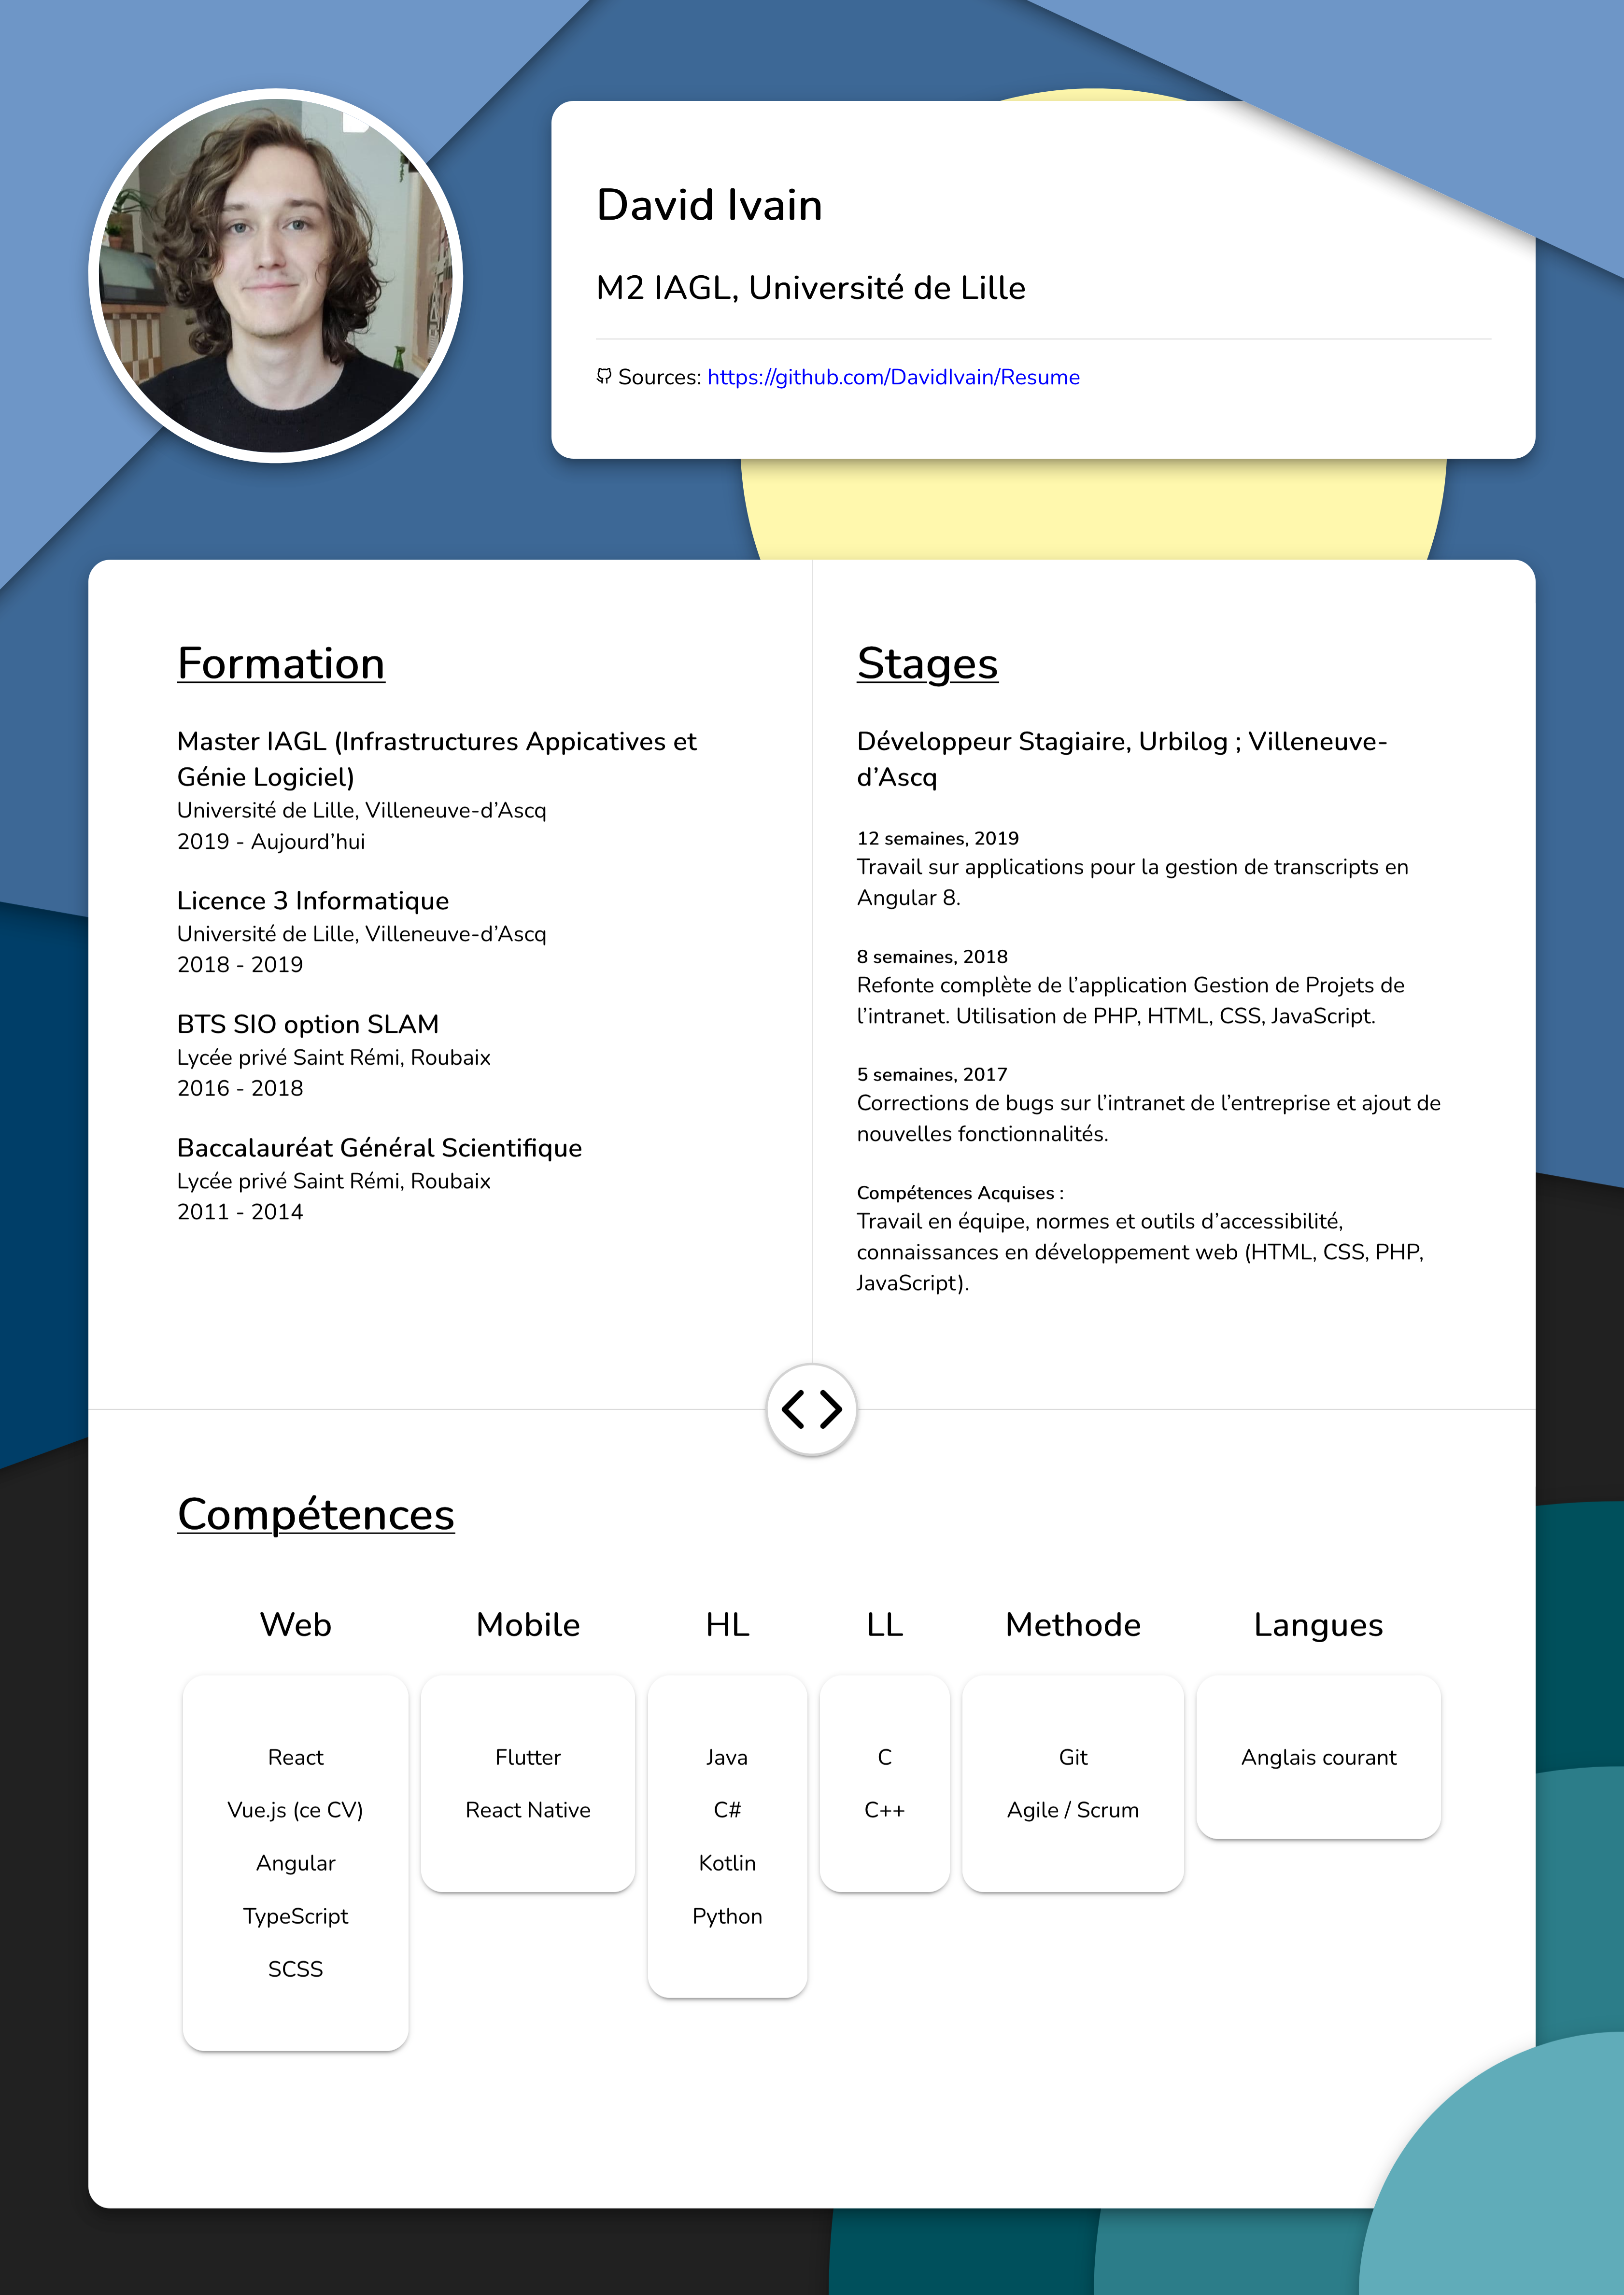 David Ivain
M2 IAGL, Université de Lille
Sources: https://github.com/DavidIvain/Resume
Formation
Master IAGL (Infrastructures Appicatives et
Génie Logiciel)
Université de Lille, Villeneuve-d’Ascq
2019 - Aujourd’hui
Licence 3 Informatique
Université de Lille, Villeneuve-d’Ascq
2018 - 2019
BTS SIO option SLAM
Lycée privé Saint Rémi, Roubaix
2016 - 2018
Baccalauréat Général Scientifique
Lycée privé Saint Rémi, Roubaix
2011 - 2014
Stages
Développeur Stagiaire, Urbilog ; Villeneuve-
d’Ascq
12 semaines, 2019
Travail sur applications pour la gestion de transcripts en
Angular 8.
8 semaines, 2018
Refonte complète de l’application Gestion de Projets de
l’intranet. Utilisation de PHP, HTML, CSS, JavaScript.
5 semaines, 2017
Corrections de bugs sur l’intranet de l’entreprise et ajout de
nouvelles fonctionnalités.
Compétences Acquises :
Travail en équipe, normes et outils d’accessibilité,
connaissances en développement web (HTML, CSS, PHP,
JavaScript).
Compétences
Web
React
Vue.js (ce CV)
Angular
TypeScript
SCSS
Mobile
Flutter
React Native
HL
Java
C#
Kotlin
Python
LL
C
C++
Methode
Git
Agile / Scrum
Langues
Anglais courant